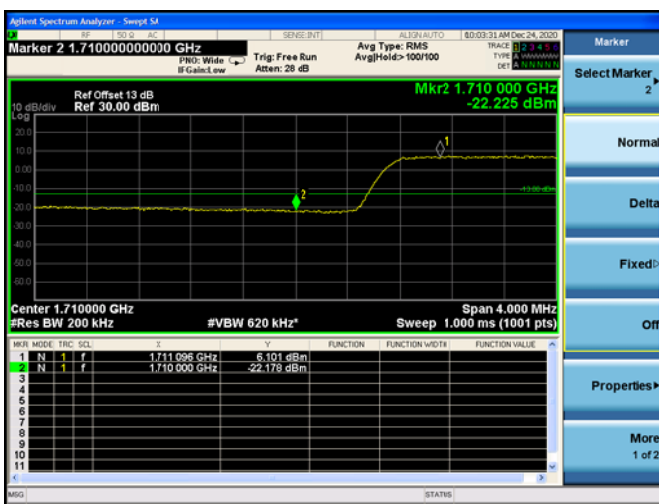 Agilent Spectrum Analyzer - Swept SA
RF 50 Ω AC SENSE:INT ALIGN AUTO 10:03:31 AM Dec 24, 2020
Marker 2 1.710000000000 GHz
PNO: Wide
IFGain:Low
Trig: Free Run
Atten: 28 dB
Avg Type: RMS
Avg|Hold:>100/100
TRACE 1 2 3 4 5 6
TYPE A
DET A N N N N N
Mkr2 1.710 000 GHz
-22.225 dBm
Ref Offset 13 dB
10 dB/div Ref 30.00 dBm
Log
20.0
10.0
0.00
-10.0
-20.0
-30.0
-40.0
-50.0
-60.0
1
2
-13.00 dBm
Center 1.710000 GHz Span 4.000 MHz
#Res BW 200 kHz #VBW 620 kHz* Sweep 1.000 ms (1001 pts)
MKR MODE TRC SCL X Y FUNCTION FUNCTION WIDTH FUNCTION VALUE
1 N 1 f 1.711 096 GHz 6.101 dBm
2 N 1 f 1.710 000 GHz -22.178 dBm
3
4
5
6
7
8
9
10
11
MSG STATUS
Marker
Select Marker
2
Normal
Delta
Fixed
Off
Properties
More
1 of 2